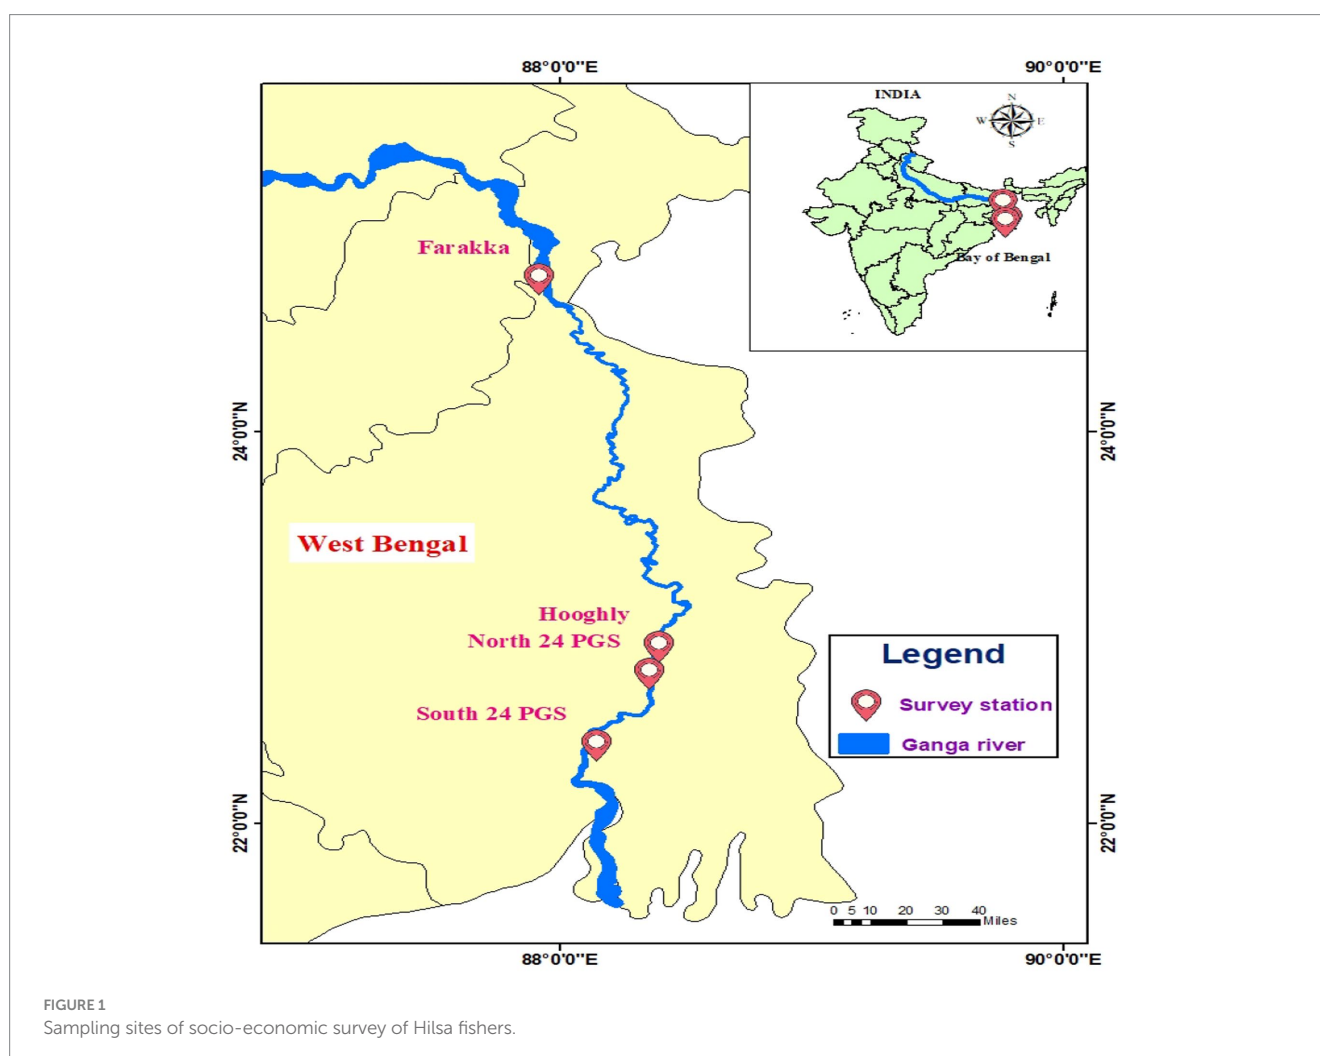 88°0'0"E
90°0'0"E
INDIA
N
W
E
S
Bay of Bengal
Farakka
24°0'0"N
24°0'0"N
West Bengal
Hooghly
North 24 PGS
South 24 PGS
Legend
Survey station
Ganga river
22°0'0"N
22°0'0"N
0 5 10 20 30 40
Miles
88°0'0"E
90°0'0"E
FIGURE 1
Sampling sites of socio-economic survey of Hilsa fishers.